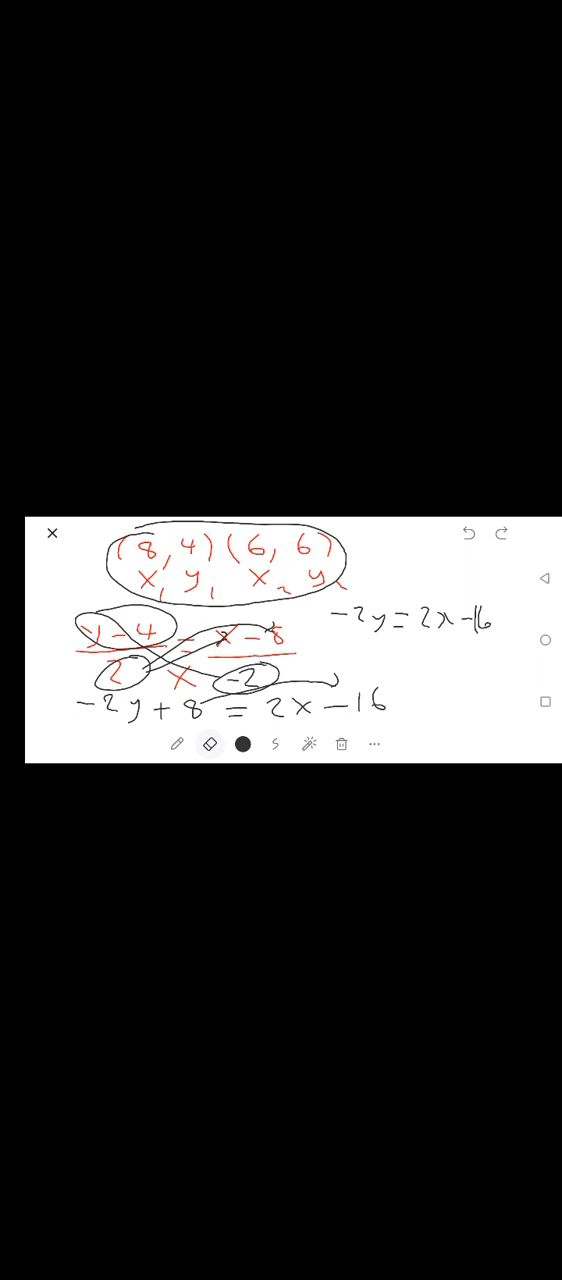 (8, 4) (6, 6)
x₁ y₁ x₂ y₂
y - 4 = x - 8
2 x -2
-2y + 8 = 2x - 16
-2y = 2x - 16